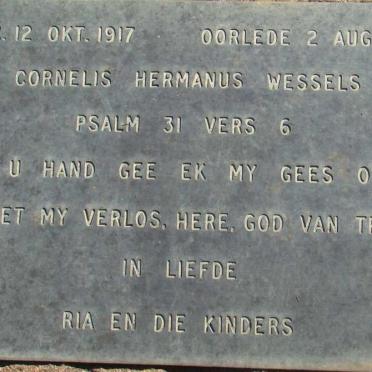 12 OKT. 1917 OORLEDE 2 AUG
CORNELIS HERMANUS WESSELS
PSALM 31 VERS 6
U HAND GEE EK MY GEES
ET MY VERLOS, HERE, GOD VAN
IN LIEFDE
RIA EN DIE KINDERS